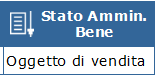 Stato Ammin.
Bene
Oggetto di vendita